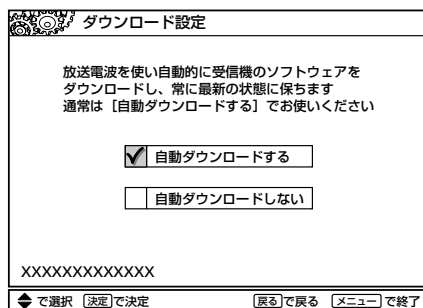 ダウンロード設定
放送電波を使い自動的に受信機のソフトウェアを
ダウンロードし、常に最新の状態に保ちます
通常は［自動ダウンロードする］でお使いください
自動ダウンロードする
自動ダウンロードしない
XXXXXXXXXXXXX
で選択 決定で決定 戻るで戻る メニューで終了